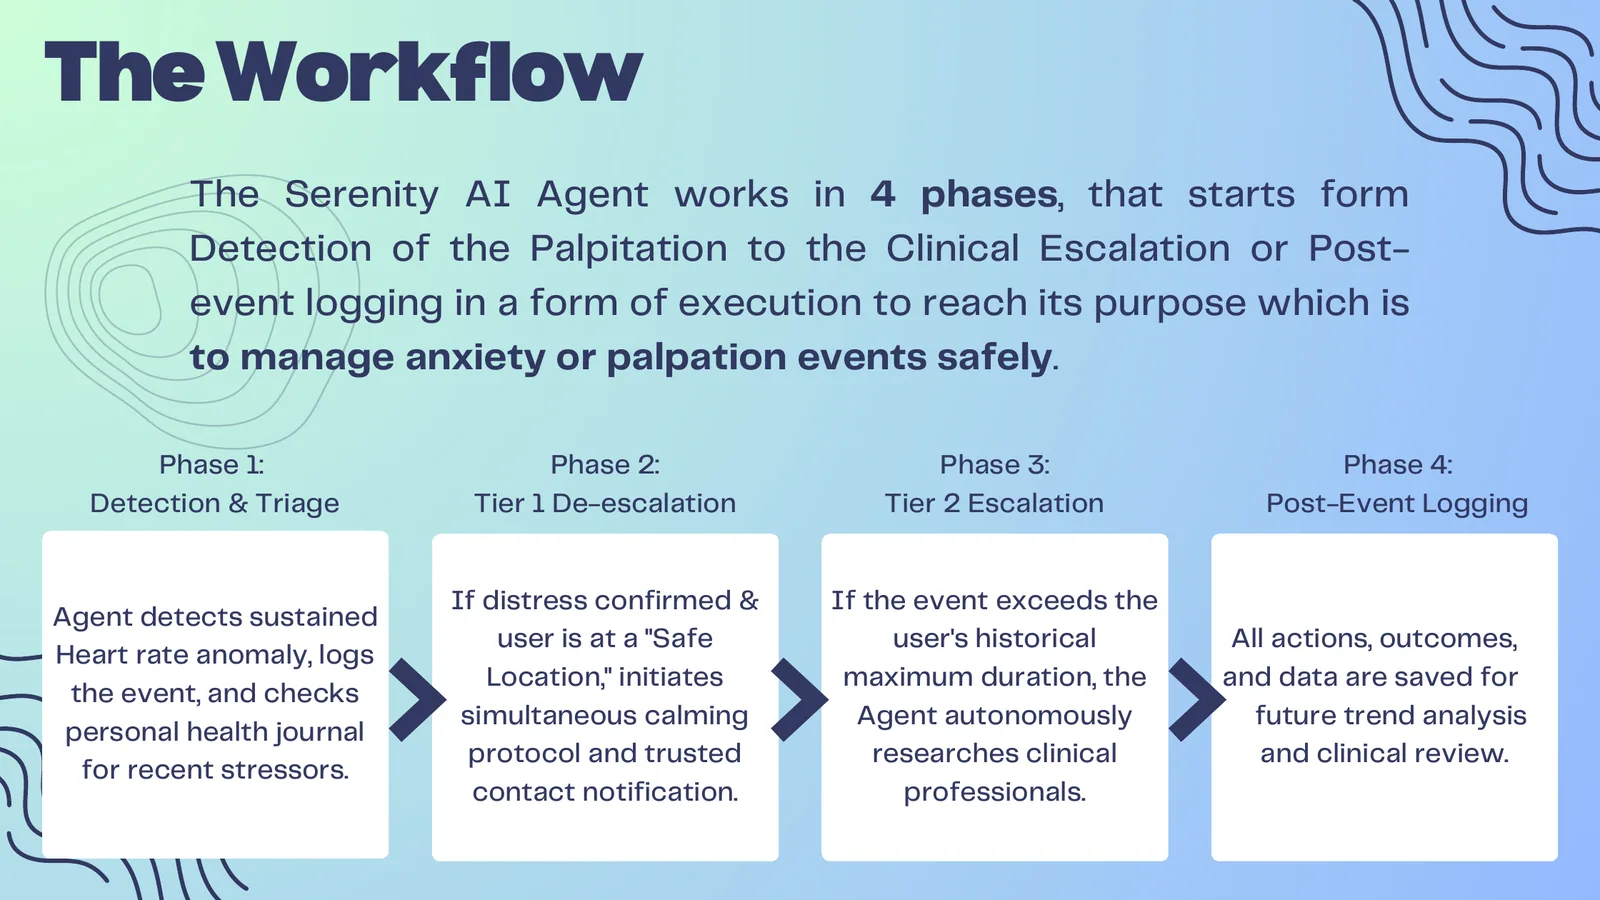 The Workflow
The Serenity AI Agent works in 4 phases, that starts form
Detection of the Palpitation to the Clinical Escalation or Post-
event logging in a form of execution to reach its purpose which is
to manage anxiety or palpation events safely.
Phase 1:
Detection & Triage
Agent detects sustained
Heart rate anomaly, logs
the event, and checks
personal health journal
for recent stressors.
Phase 2:
Tier 1 De-escalation
If distress confirmed &
user is at a "Safe
Location," initiates
simultaneous calming
protocol and trusted
contact notification.
Phase 3:
Tier 2 Escalation
If the event exceeds the
user's historical
maximum duration, the
Agent autonomously
researches clinical
professionals.
Phase 4:
Post-Event Logging
All actions, outcomes,
and data are saved for
future trend analysis
and clinical review.